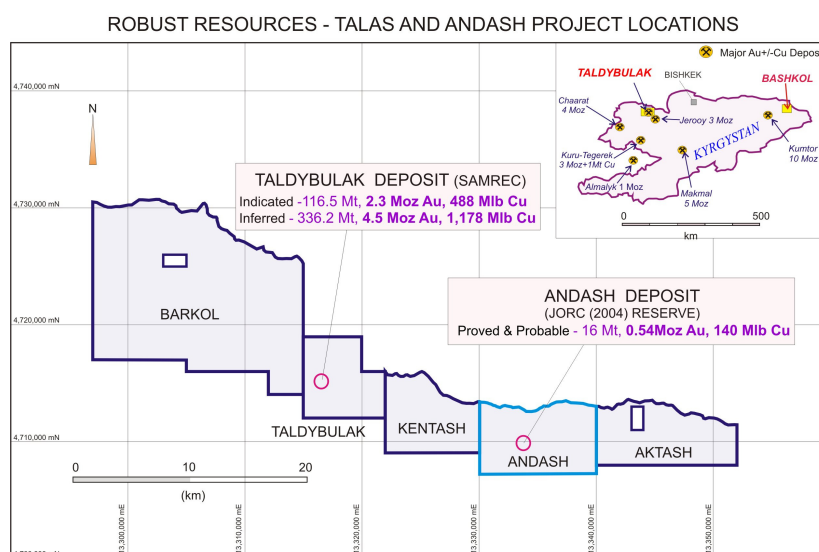 ROBUST RESOURCES - TALAS AND ANDASH PROJECT LOCATIONS
Major Au+/-Cu Depos
TALDYBULAK
BISHKEK
BASHKOL
Chaarat
4 Moz
Jerooy 3 Moz
KYRGYSTAN
Kumtor
10 Moz
Kuru-Tegerek
3 Moz+1Mt Cu
Almalyk 1 Moz
Makmal
5 Moz
0
500
km
4,740,000 mN
N
4,730,000 mN
TALDYBULAK DEPOSIT (SAMREC)
Indicated -116.5 Mt, 2.3 Moz Au, 488 Mlb Cu
Inferred - 336.2 Mt, 4.5 Moz Au, 1,178 Mlb Cu
ANDASH DEPOSIT
(JORC (2004) RESERVE)
Proved & Probable - 16 Mt, 0.54Moz Au, 140 Mlb Cu
4,720,000 mN
BARKOL
TALDYBULAK
KENTASH
ANDASH
AKTASH
4,710,000 mN
0
10
20
(km)
13,300,000 mE
13,310,000 mE
13,320,000 mE
13,330,000 mE
13,340,000 mE
13,350,000 mE